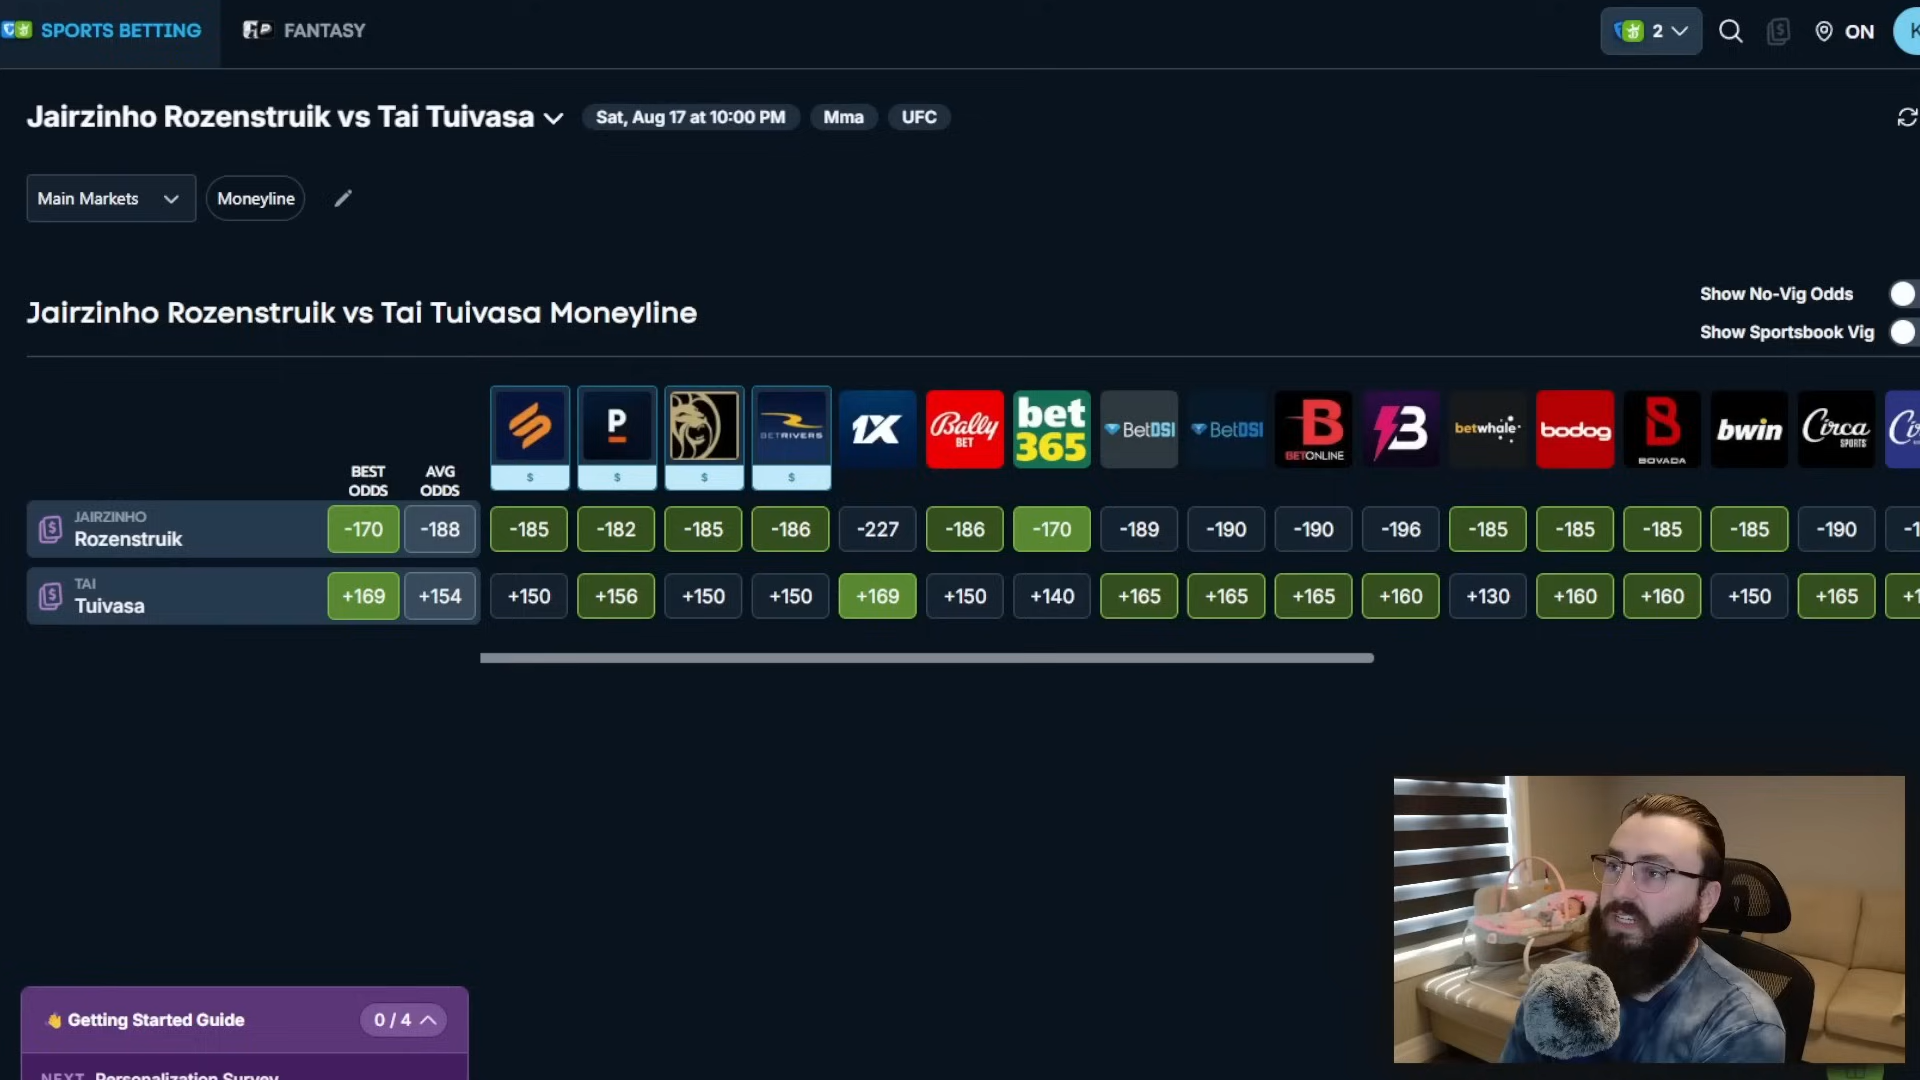 SPORTS BETTING
FANTASY
2
ON
K
Jairzinho Rozenstruik vs Tai Tuivasa
Sat, Aug 17 at 10:00 PM
Mma
UFC
Main Markets
Moneyline
Show No-Vig Odds
Jairzinho Rozenstruik vs Tai Tuivasa Moneyline
Show Sportsbook Vig
BEST ODDS
AVG ODDS
P
BETRIVERS
1X
Bally BET
bet365
BetDSI
BetDSI
B BETONLINE
B
betwhale
bodog
B BOVADA
bwin
Circa SPORTS
$ $ $ $
JAIRZINHO
Rozenstruik
-170 -188 -185 -182 -185 -186 -227 -186 -170 -189 -190 -190 -196 -185 -185 -185 -185 -190
TAI
Tuivasa
+169 +154 +150 +156 +150 +150 +169 +150 +140 +165 +165 +165 +160 +130 +160 +160 +150 +165
Getting Started Guide
0 / 4
NEXT Personalization Survey